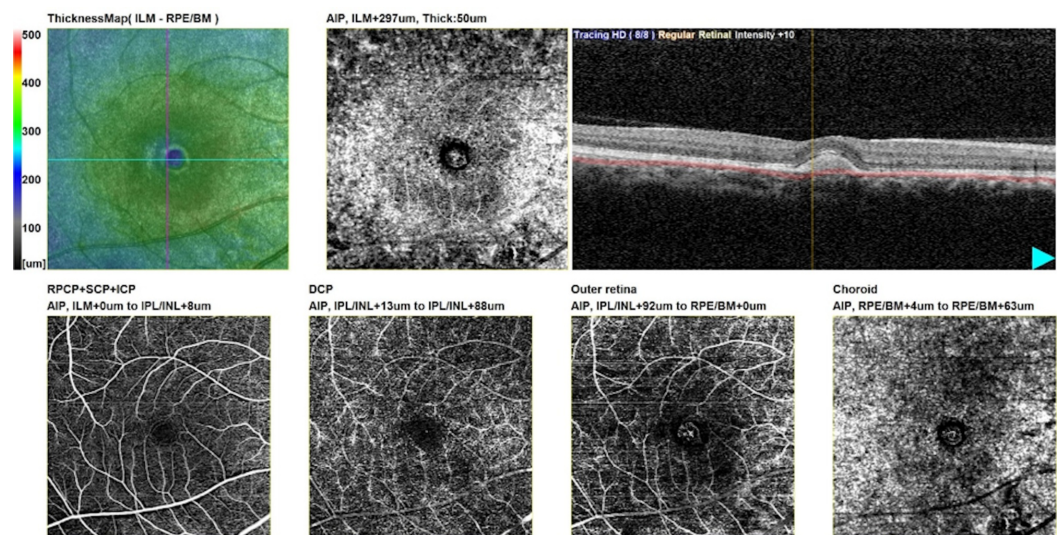 ThicknessMap( ILM - RPE/BM )
500
400
300
200
100
[um]
AIP, ILM+297um, Thick:50um
Tracing HD ( 8/8 ) Regular Retinal Intensity +10
RPCP+SCP+ICP
AIP, ILM+0um to IPL/INL+8um
DCP
AIP, IPL/INL+13um to IPL/INL+88um
Outer retina
AIP, IPL/INL+92um to RPE/BM+0um
Choroid
AIP, RPE/BM+4um to RPE/BM+63um